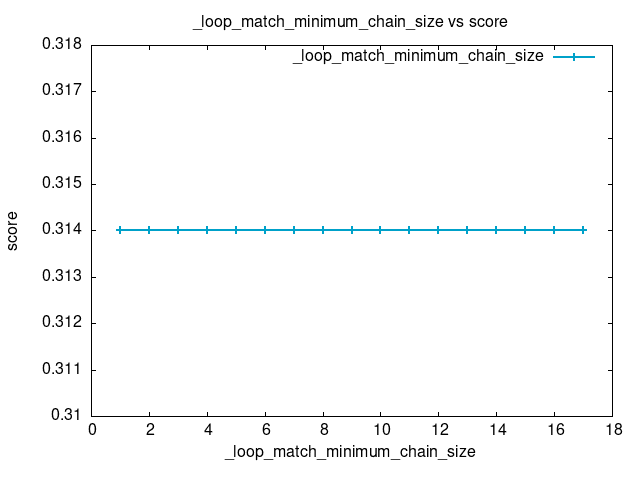 _loop_match_minimum_chain_size vs score
_loop_match_minimum_chain_size
0.318
0.317
0.316
0.315
0.314
0.313
0.312
0.311
0.31
score
0 2 4 6 8 10 12 14 16 18
_loop_match_minimum_chain_size